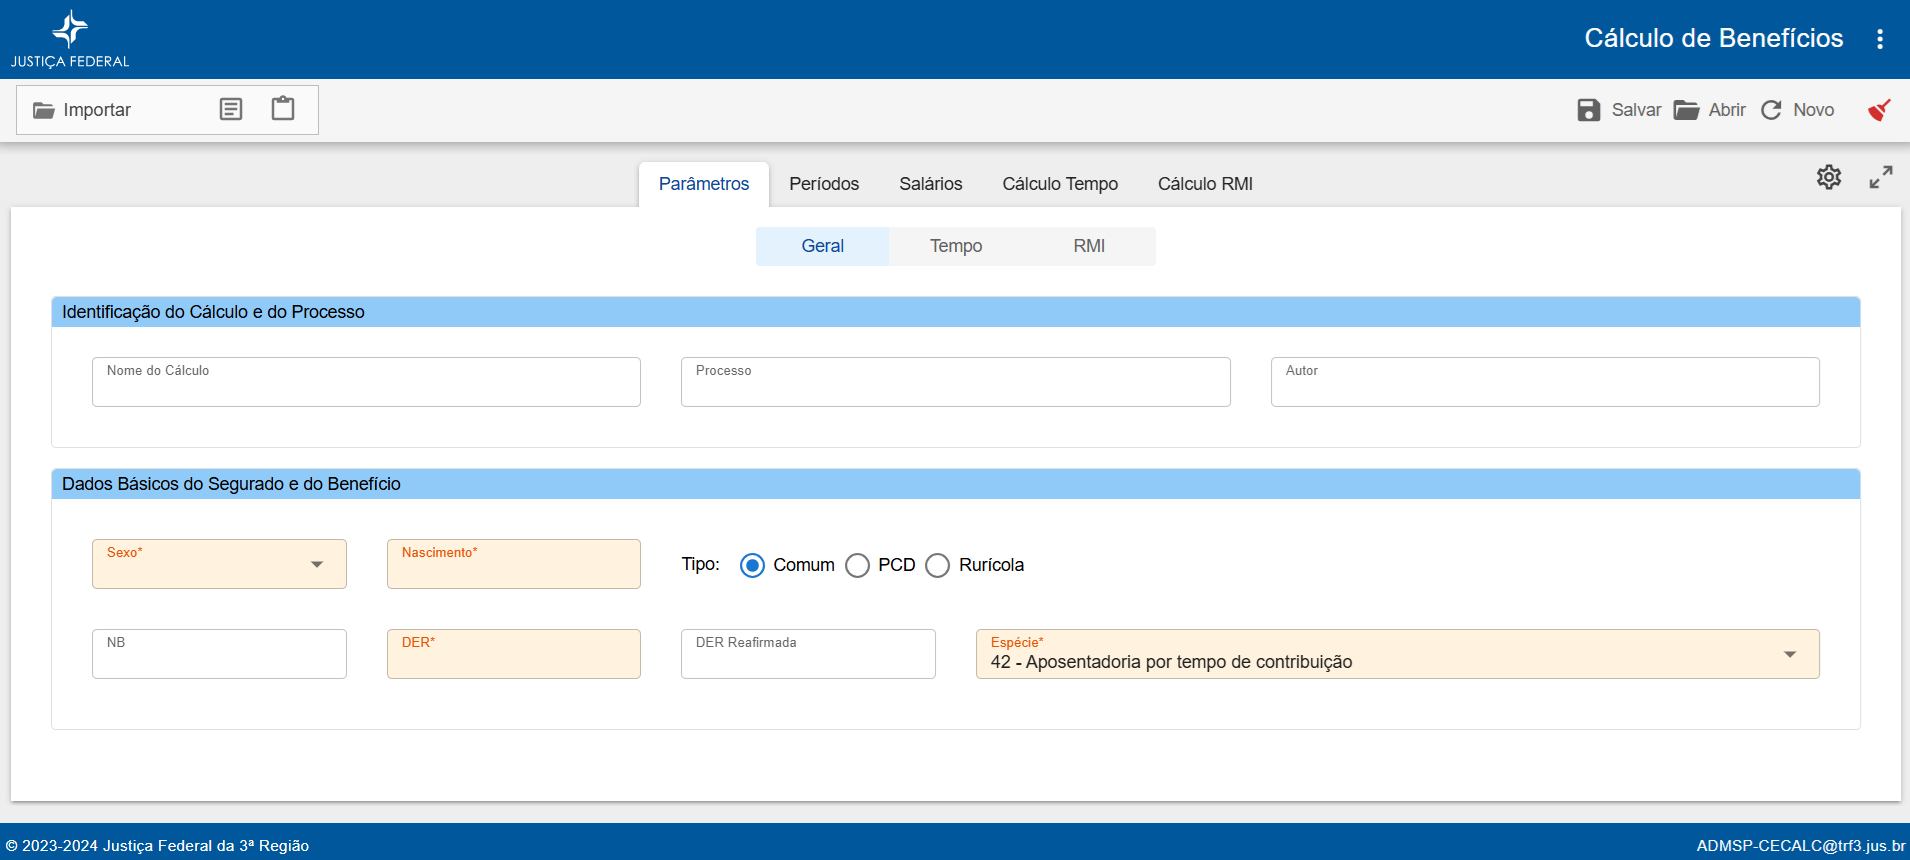 JUSTIÇA FEDERAL
Cálculo de Benefícios
Importar
Salvar
Abrir
Novo
Parâmetros
Períodos
Salários
Cálculo Tempo
Cálculo RMI
Geral
Tempo
RMI
Identificação do Cálculo e do Processo
Nome do Cálculo
Processo
Autor
Dados Básicos do Segurado e do Benefício
Sexo*
Nascimento*
Tipo:
Comum
PCD
Rurícola
NB
DER*
DER Reafirmada
Espécie*
42 - Aposentadoria por tempo de contribuição
© 2023-2024 Justiça Federal da 3ª Região
ADMSP-CECALC@trf3.jus.br